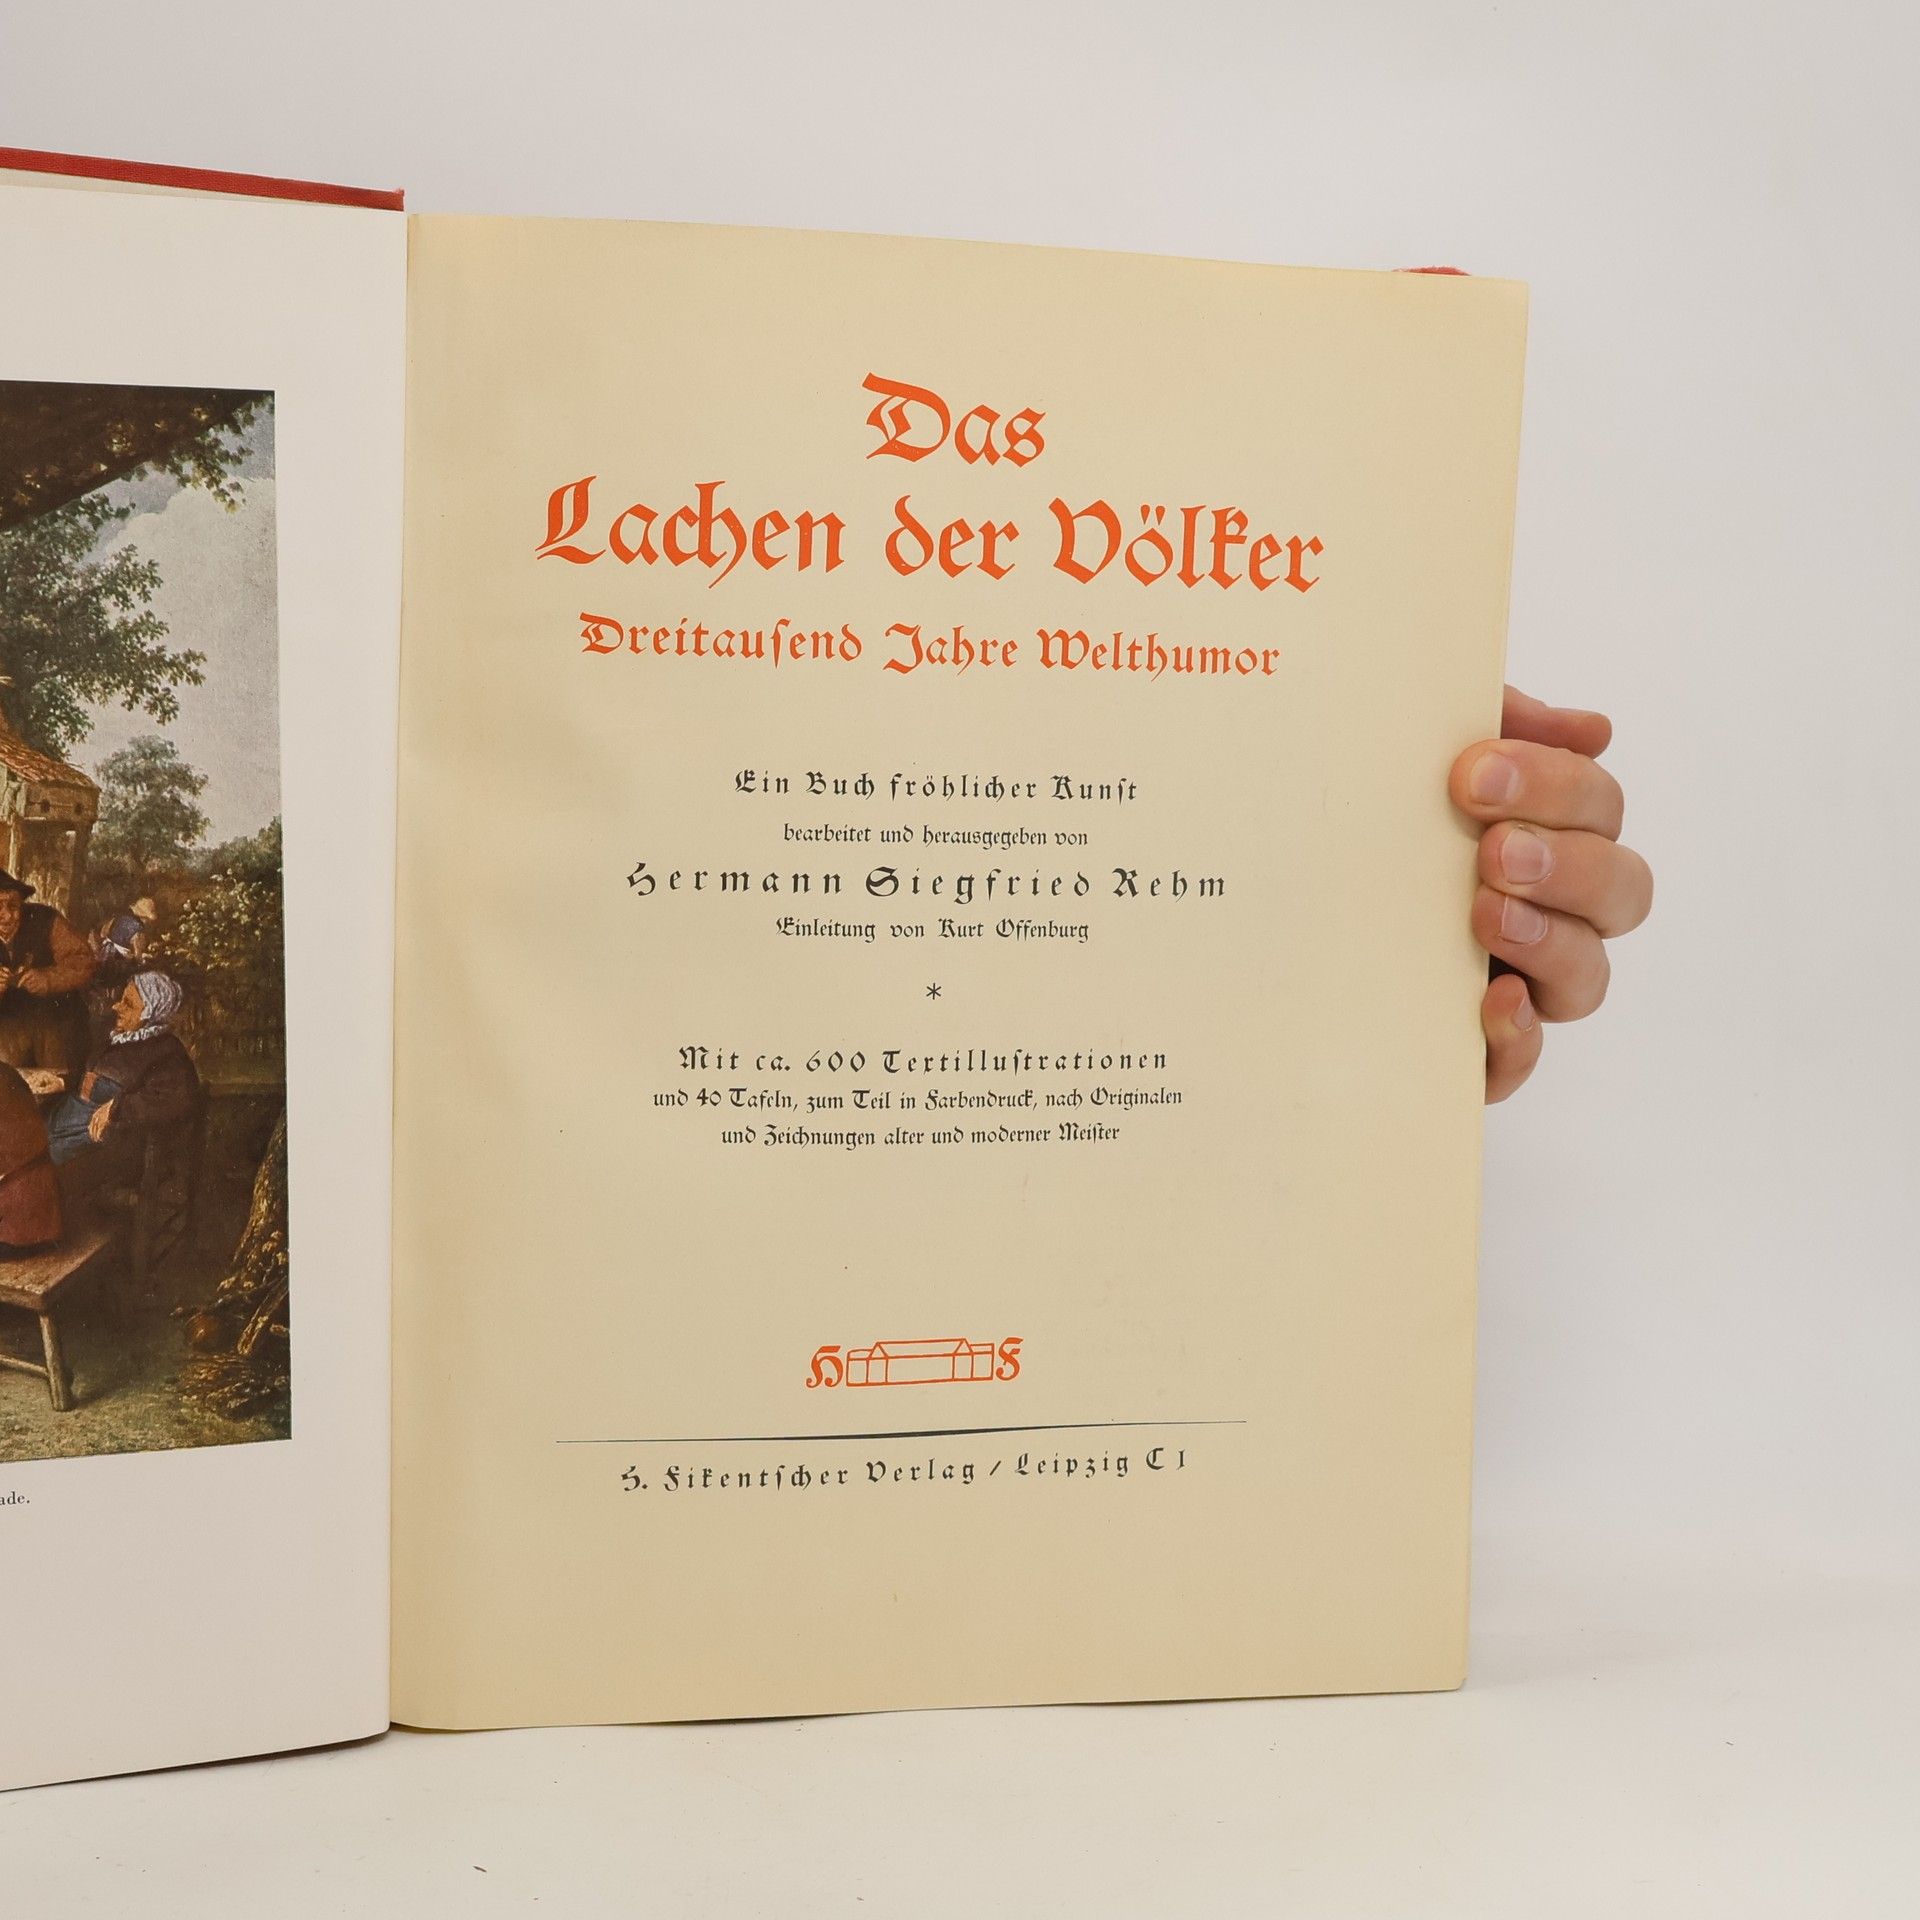 Das
Lachen der Völker
Dreitauſend Jahre Welthumor
Ein Buch fröhlicher Kunſt
bearbeitet und herausgegeben von
Hermann Siegfried Rehm
Einleitung von Kurt Offenburg
*
Mit ca. 600 Textilluſtrationen
und 40 Tafeln, zum Teil in Farbendruck, nach Originalen
und Zeichnungen alter und moderner Meiſter
H F
H. Fikentſcher Verlag / Leipzig C 1
ade.